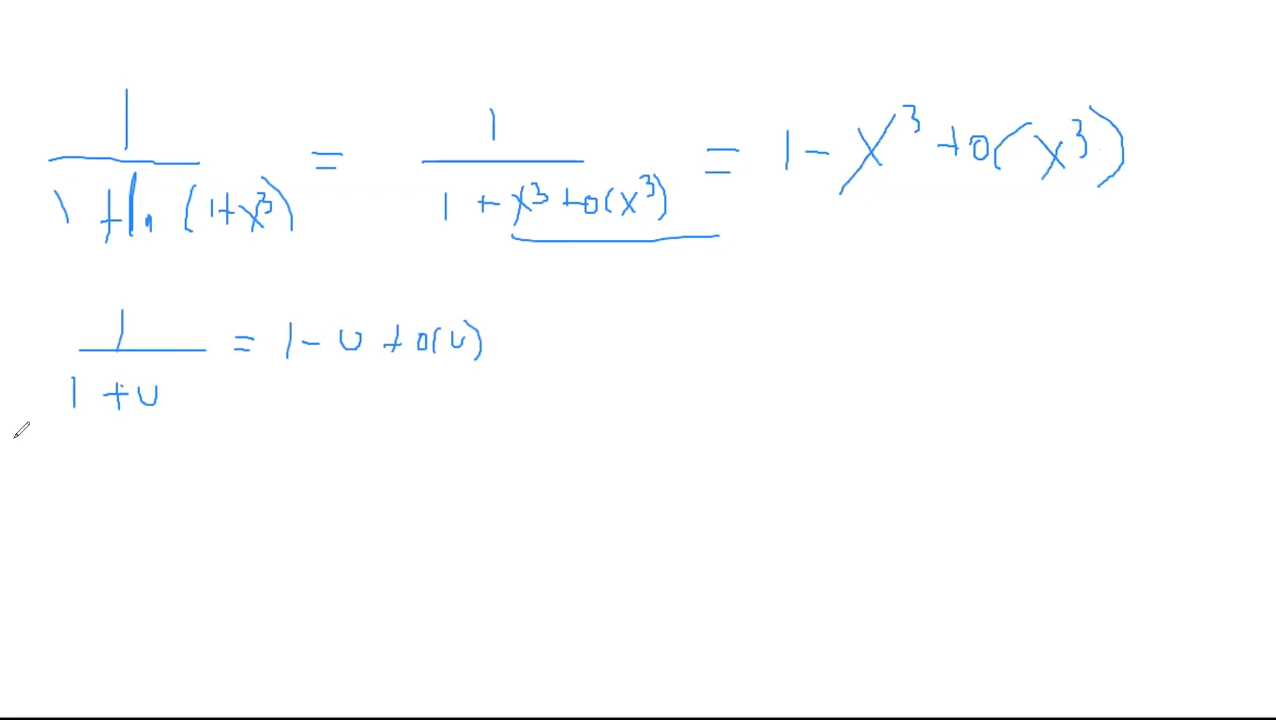 1/(1 + ln (1+x³)) = 1/(1 + x³ + o(x³)) = 1 - x³ + o(x³)
1/(1 + u) = 1 - u + o(u)